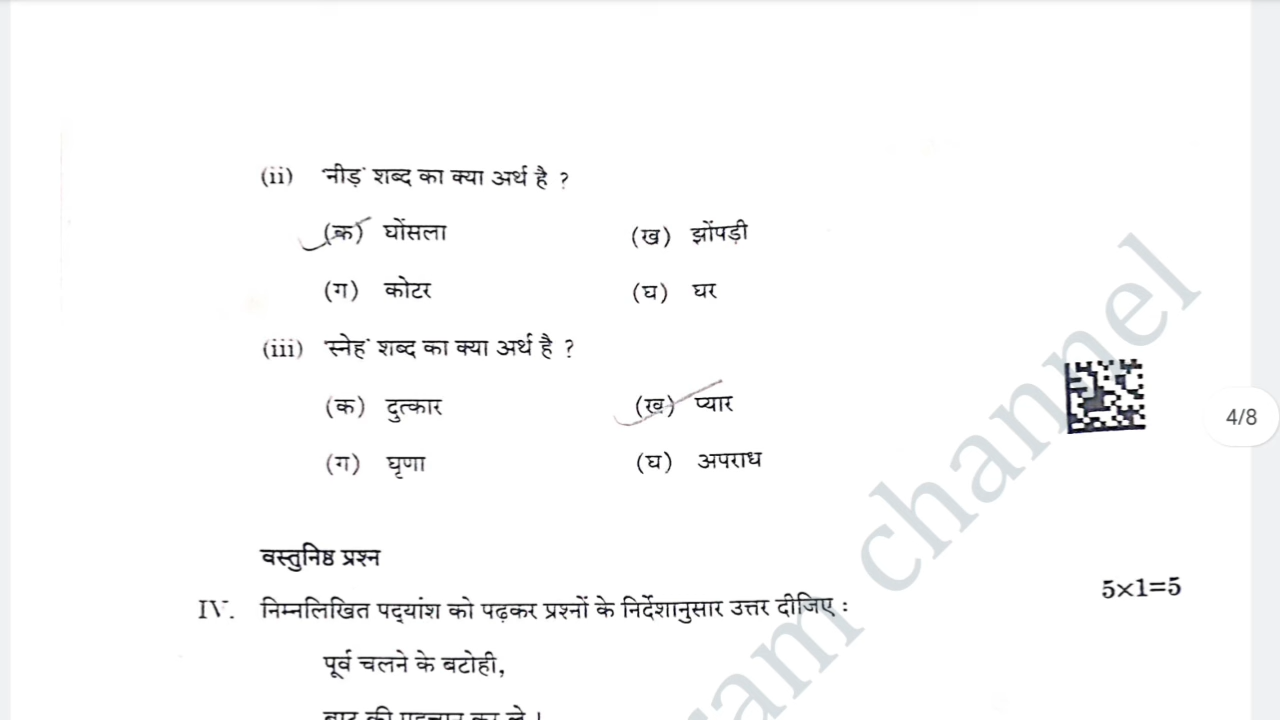 (ii) 'नीड़' शब्द का क्या अर्थ है ?
(क) घोंसला (ख) झोंपड़ी
(ग) कोटर (घ) घर
(iii) 'स्नेह' शब्द का क्या अर्थ है ?
(क) दुत्कार (ख) प्यार
(ग) घृणा (घ) अपराध
4/8
वस्तुनिष्ठ प्रश्न
5×1=5
IV. निम्नलिखित पद्यांश को पढ़कर प्रश्नों के निर्देशानुसार उत्तर दीजिए :
पूर्व चलने के बटोही,
channel